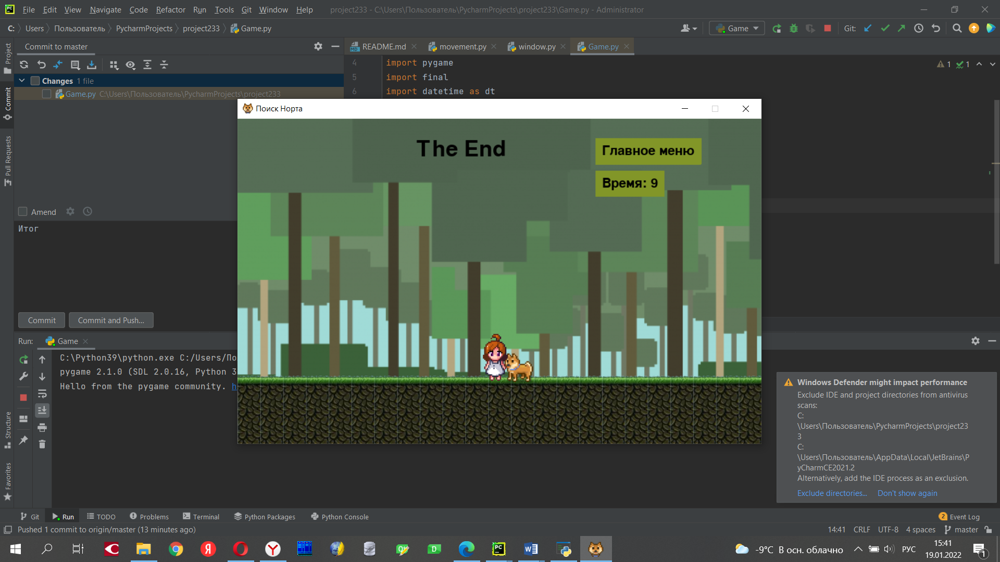 File Edit View Navigate Code Refactor Run Tools Git Window Help project233 - C:\Users\Пользователь\PycharmProjects\project233\Game.py - Administrator
C: Users Пользователь PycharmProjects project233 Game.py
Game Git:
Project
Commit
Pull Requests
Structure
Favorites
Commit to master
README.md movement.py window.py Game.py
Changes 1 file
Game.py C:\Users\Пользователь\PycharmProjects\project233
4 import pygame
5 import final
6 import datetime as dt
1 1
Поиск Норта
The End
Главное меню
Время: 9
Amend
Итог
Commit Commit and Push...
Run: Game
C:\Python39\python.exe C:/Users/По
pygame 2.1.0 (SDL 2.0.16, Python 3
Hello from the pygame community. h
Windows Defender might impact performance
Exclude IDE and project directories from antivirus
scans:
C:
\Users\Пользователь\PycharmProjects\project23
3
C:
\Users\Пользователь\AppData\Local\JetBrains\P
yCharmCE2021.2
Alternatively, add the IDE process as an exclusion.
Exclude directories... Don't show again
Git Run TODO Problems Terminal Python Packages Python Console 2 Event Log
Pushed 1 commit to origin/master (13 minutes ago) 14:41 CRLF UTF-8 4 spaces master
-9°C В осн. облачно РУС
15:41
19.01.2022
1